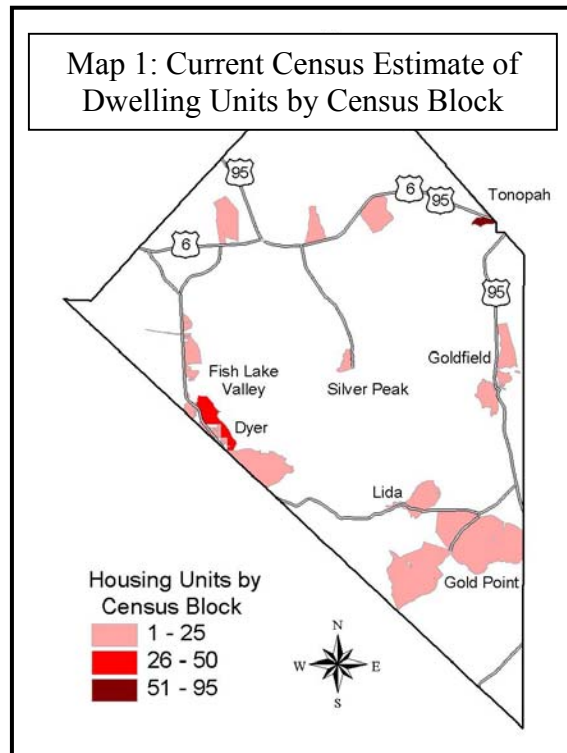 Map 1: Current Census Estimate of
Dwelling Units by Census Block
95
6
95
Tonopah
6
95
Goldfield
Fish Lake
Valley
Silver Peak
Dyer
Lida
Gold Point
Housing Units by
Census Block
1 - 25
26 - 50
51 - 95
N
W
E
S